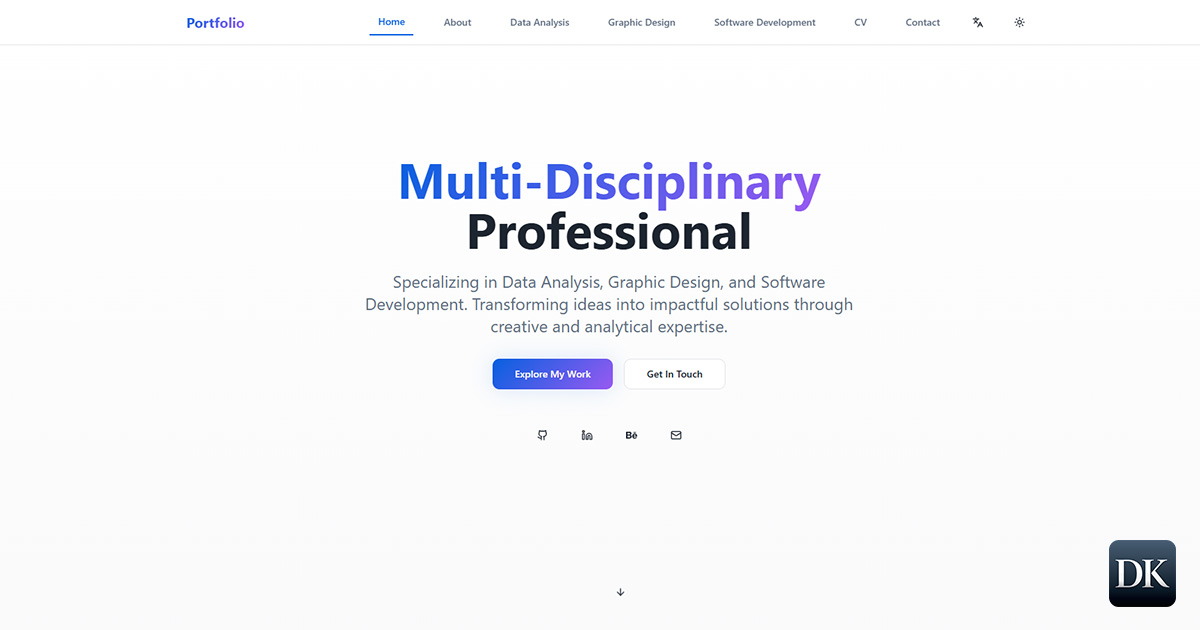 Portfolio
Home About Data Analysis Graphic Design Software Development CV Contact
Multi-Disciplinary
Professional
Specializing in Data Analysis, Graphic Design, and Software
Development. Transforming ideas into impactful solutions through
creative and analytical expertise.
Explore My Work Get In Touch
Bē
DK